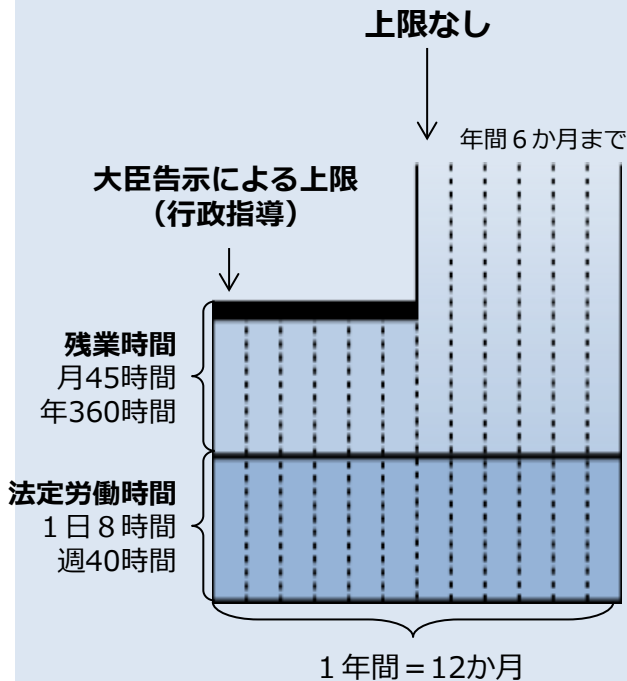 上限なし
年間６か月まで
大臣告示による上限
（行政指導）
残業時間
月45時間
年360時間
法定労働時間
１日８時間
週40時間
１年間＝12か月